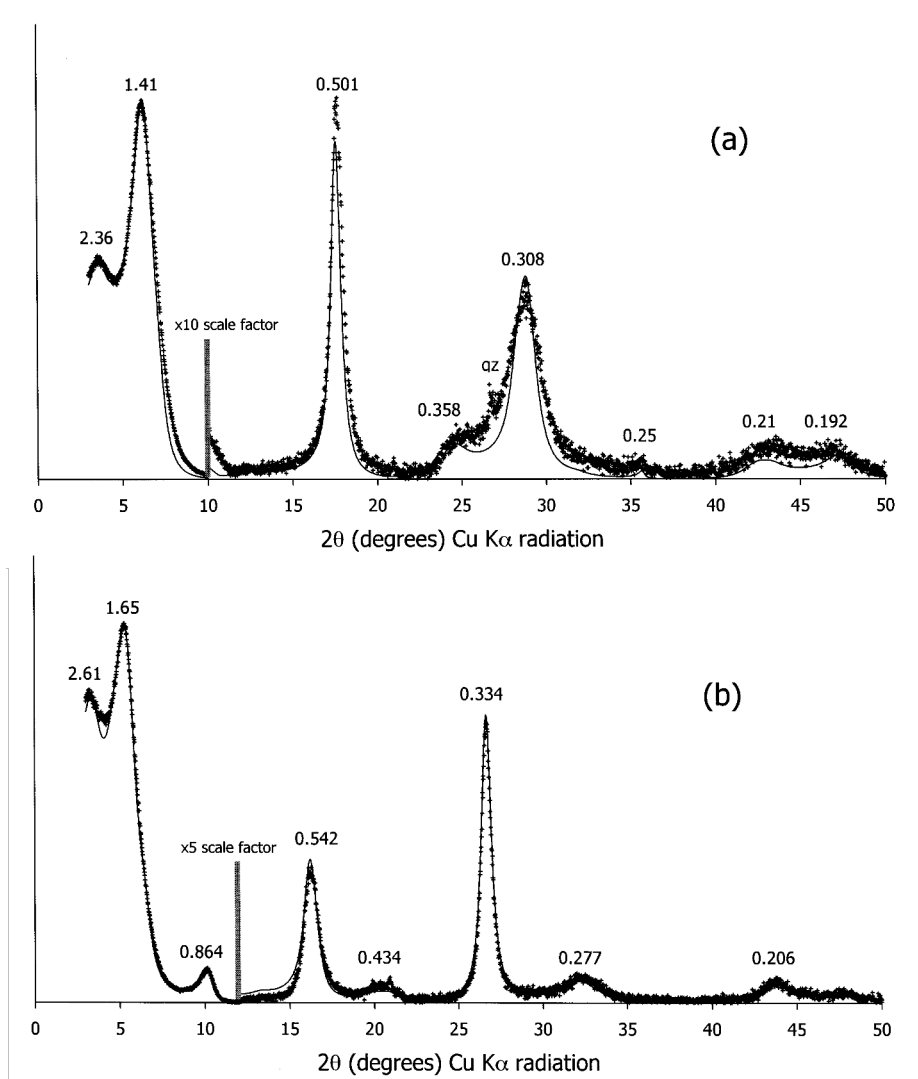 1.41
0.501
(a)
2.36
0.308
x10 scale factor
qz
0.358
0.25
0.21
0.192
0 5 10 15 20 25 30 35 40 45 50
2θ (degrees) Cu Kα radiation
1.65
2.61
0.334
(b)
0.542
x5 scale factor
0.864
0.434
0.277
0.206
0 5 10 15 20 25 30 35 40 45 50
2θ (degrees) Cu Kα radiation